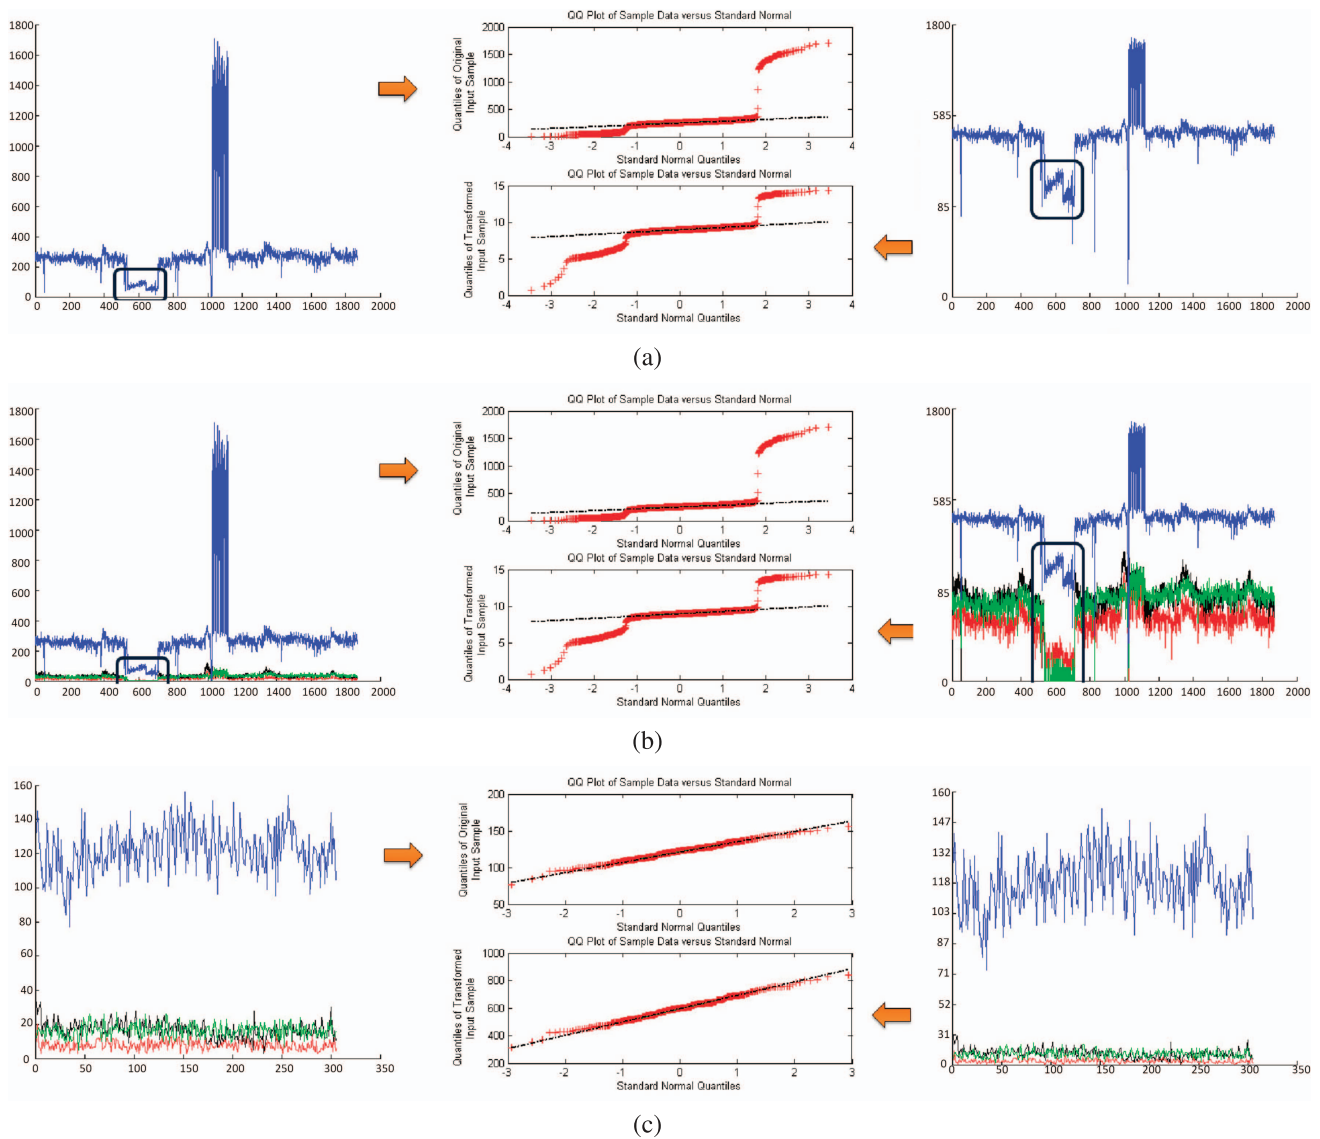 1800
1600
1400
1200
1000
800
600
400
200
0
0 200 400 600 800 1000 1200 1400 1600 1800 2000
QQ Plot of Sample Data versus Standard Normal
Quantiles of Original
Input Sample
2000
1500
1000
500
0
-4 -3 -2 -1 0 1 2 3 4
Standard Normal Quantiles
QQ Plot of Sample Data versus Standard Normal
Quantiles of Transformed
Input Sample
15
10
5
0
-4 -3 -2 -1 0 1 2 3 4
Standard Normal Quantiles
1800
585
85
0
0 200 400 600 800 1000 1200 1400 1600 1800 2000
(a)
1800
1600
1400
1200
1000
800
600
400
200
0
0 200 400 600 800 1000 1200 1400 1600 1800 2000
QQ Plot of Sample Data versus Standard Normal
Quantiles of Original
Input Sample
2000
1500
1000
500
0
-4 -3 -2 -1 0 1 2 3 4
Standard Normal Quantiles
QQ Plot of Sample Data versus Standard Normal
Quantiles of Transformed
Input Sample
15
10
5
0
-4 -3 -2 -1 0 1 2 3 4
Standard Normal Quantiles
1800
585
85
0
0 200 400 600 800 1000 1200 1400 1600 1800 2000
(b)
160
140
120
100
80
60
40
20
0
0 50 100 150 200 250 300 350
QQ Plot of Sample Data versus Standard Normal
Quantiles of Original
Input Sample
200
150
100
50
-3 -2 -1 0 1 2 3
Standard Normal Quantiles
QQ Plot of Sample Data versus Standard Normal
Quantiles of Transformed
Input Sample
1000
800
600
400
200
-3 -2 -1 0 1 2 3
Standard Normal Quantiles
160
147
132
118
103
87
71
52
31
0
0 50 100 150 200 250 300 350
(c)